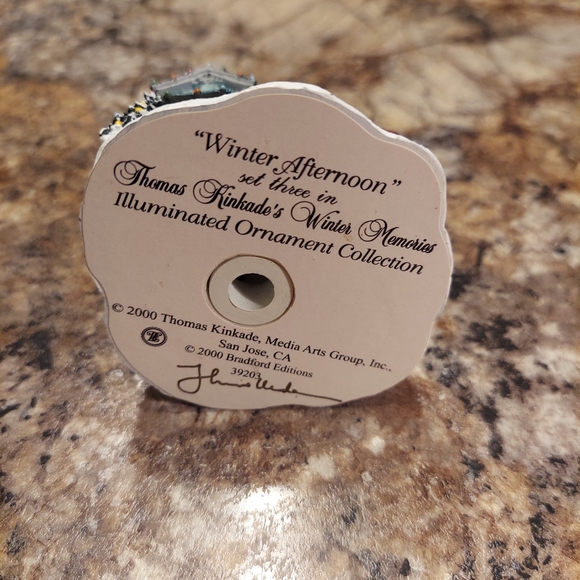 "Winter Afternoon"
set three in
Thomas Kinkade's Winter Memories
Illuminated Ornament Collection
© 2000 Thomas Kinkade, Media Arts Group, Inc.,
San Jose, CA
© 2000 Bradford Editions
39203